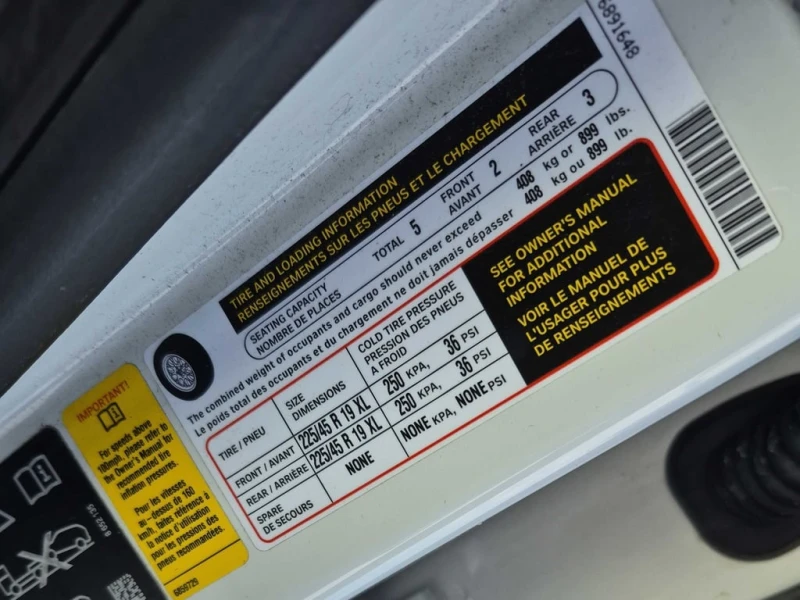 6891648
TIRE AND LOADING INFORMATION
RENSEIGNEMENTS SUR LES PNEUS ET LE CHARGEMENT
SEATING CAPACITY
NOMBRE DE PLACES
TOTAL 5
FRONT
AVANT 2
REAR
ARRIÈRE 3
The combined weight of occupants and cargo should never exceed 408 kg or 899 lbs.
Le poids total des occupants et du chargement ne doit jamais dépasser 408 kg ou 899 lb.
TIRE / PNEU
SIZE
DIMENSIONS
COLD TIRE PRESSURE
PRESSION DES PNEUS
A FROID
FRONT / AVANT 225/45 R 19 XL 250 KPA, 36 PSI
REAR / ARRIÈRE 225/45 R 19 XL 250 KPA, 36 PSI
SPARE
DE SECOURS
NONE NONE KPA, NONE PSI
SEE OWNER'S MANUAL
FOR ADDITIONAL
INFORMATION
VOIR LE MANUEL DE
L'USAGER POUR PLUS
DE RENSEIGNEMENTS
IMPORTANT!
For speeds above
100mph, please refer to
the Owner's Manual for
recommended tire
inflation pressures.
Pour les vitesses
au-dessus de 160
km/h, faites référence à
la notice d'utilisation
pour les pressions des
pneus recommandées.
6859729
8 492 135